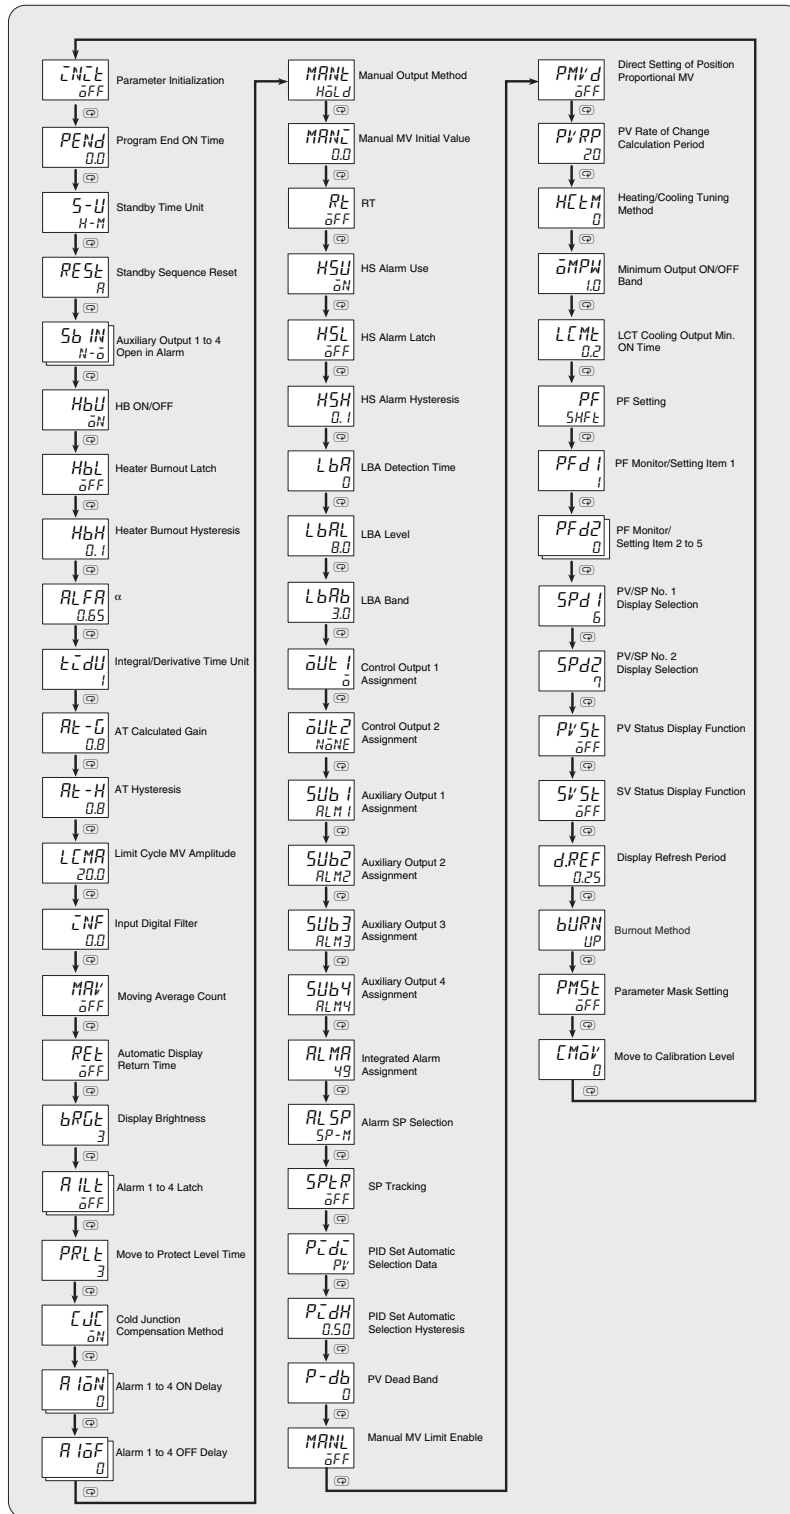 INIT
OFF
Parameter Initialization
PEND
0.0
Program End ON Time
S-U
H-M
Standby Time Unit
REST
A
Standby Sequence Reset
SbIN
N-O
Auxiliary Output 1 to 4
Open in Alarm
HbU
ON
HB ON/OFF
HbL
OFF
Heater Burnout Latch
HbH
0.1
Heater Burnout Hysteresis
ALFA
0.65
α
TIDU
1
Integral/Derivative Time Unit
AT-G
0.8
AT Calculated Gain
AT-H
0.8
AT Hysteresis
LCMA
20.0
Limit Cycle MV Amplitude
INF
0.0
Input Digital Filter
MAV
OFF
Moving Average Count
RET
OFF
Automatic Display
Return Time
bRGT
3
Display Brightness
A1LT
OFF
Alarm 1 to 4 Latch
PRLT
3
Move to Protect Level Time
CJC
ON
Cold Junction
Compensation Method
A1ON
0
Alarm 1 to 4 ON Delay
A1OF
0
Alarm 1 to 4 OFF Delay
MANT
HOLD
Manual Output Method
MANI
0.0
Manual MV Initial Value
RT
OFF
RT
HSU
ON
HS Alarm Use
HSL
OFF
HS Alarm Latch
HSH
0.1
HS Alarm Hysteresis
LbA
0
LBA Detection Time
LbAL
8.0
LBA Level
LbAb
3.0
LBA Band
OUT1
O
Control Output 1
Assignment
OUT2
NONE
Control Output 2
Assignment
SUb1
ALM1
Auxiliary Output 1
Assignment
SUb2
ALM2
Auxiliary Output 2
Assignment
SUb3
ALM3
Auxiliary Output 3
Assignment
SUb4
ALM4
Auxiliary Output 4
Assignment
ALMA
49
Integrated Alarm
Assignment
ALSP
SP-M
Alarm SP Selection
SPTR
OFF
SP Tracking
PIDI
PV
PID Set Automatic
Selection Data
PIDH
0.50
PID Set Automatic
Selection Hysteresis
P-db
0
PV Dead Band
MANL
OFF
Manual MV Limit Enable
PMVd
OFF
Direct Setting of Position
Proportional MV
PVRP
20
PV Rate of Change
Calculation Period
HCTM
0
Heating/Cooling Tuning
Method
OMPW
1.0
Minimum Output ON/OFF
Band
LCMT
0.2
LCT Cooling Output Min.
ON Time
PF
SHFT
PF Setting
PFd1
1
PF Monitor/Setting Item 1
PFd2
0
PF Monitor/
Setting Item 2 to 5
SPd1
6
PV/SP No. 1
Display Selection
SPd2
7
PV/SP No. 2
Display Selection
PVST
OFF
PV Status Display Function
SVST
OFF
SV Status Display Function
d.REF
0.25
Display Refresh Period
bURN
UP
Burnout Method
PMST
OFF
Parameter Mask Setting
CMOV
0
Move to Calibration Level